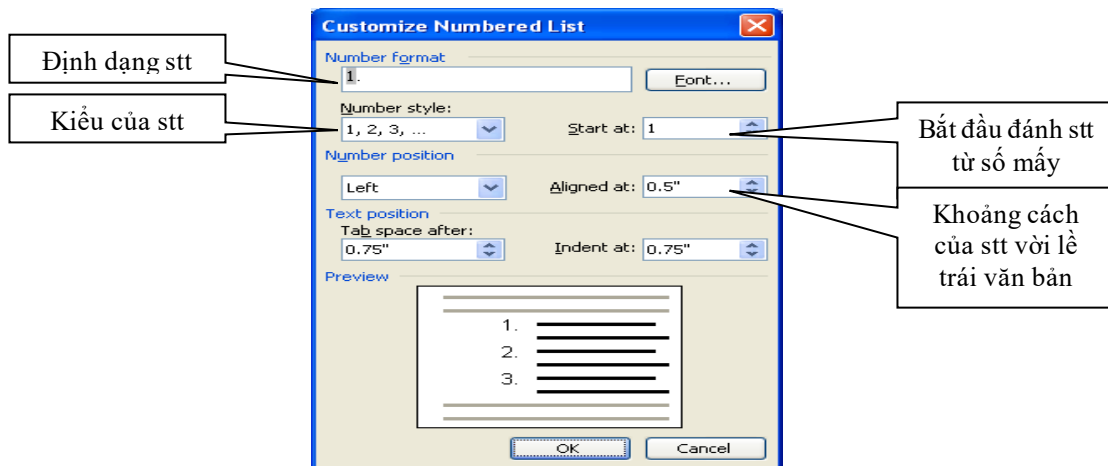 Customize Numbered List
Định dạng stt
Number format
1.
Font...
Kiểu của stt
Number style:
1, 2, 3, ...
Start at: 1
Bắt đầu đánh stt
từ số mấy
Number position
Left
Aligned at: 0.5"
Khoảng cách
của stt vời lề
trái văn bản
Text position
Tab space after:
0.75"
Indent at: 0.75"
Preview
1.
2.
3.
OK
Cancel